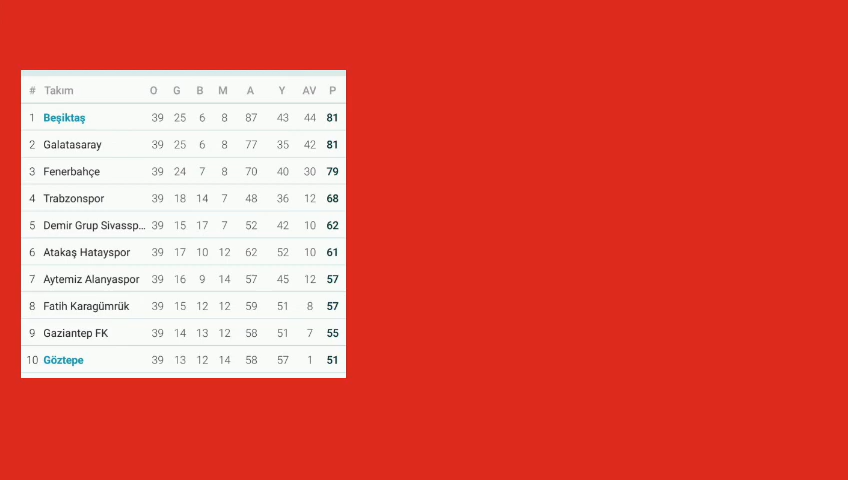 # Takım O G B M A Y AV P
1 Beşiktaş 39 25 6 8 87 43 44 81
2 Galatasaray 39 25 6 8 77 35 42 81
3 Fenerbahçe 39 24 7 8 70 40 30 79
4 Trabzonspor 39 18 14 7 48 36 12 68
5 Demir Grup Sivassp... 39 15 17 7 52 42 10 62
6 Atakaş Hatayspor 39 17 10 12 62 52 10 61
7 Aytemiz Alanyaspor 39 16 9 14 57 45 12 57
8 Fatih Karagümrük 39 15 12 12 59 51 8 57
9 Gaziantep FK 39 14 13 12 58 51 7 55
10 Göztepe 39 13 12 14 58 57 1 51